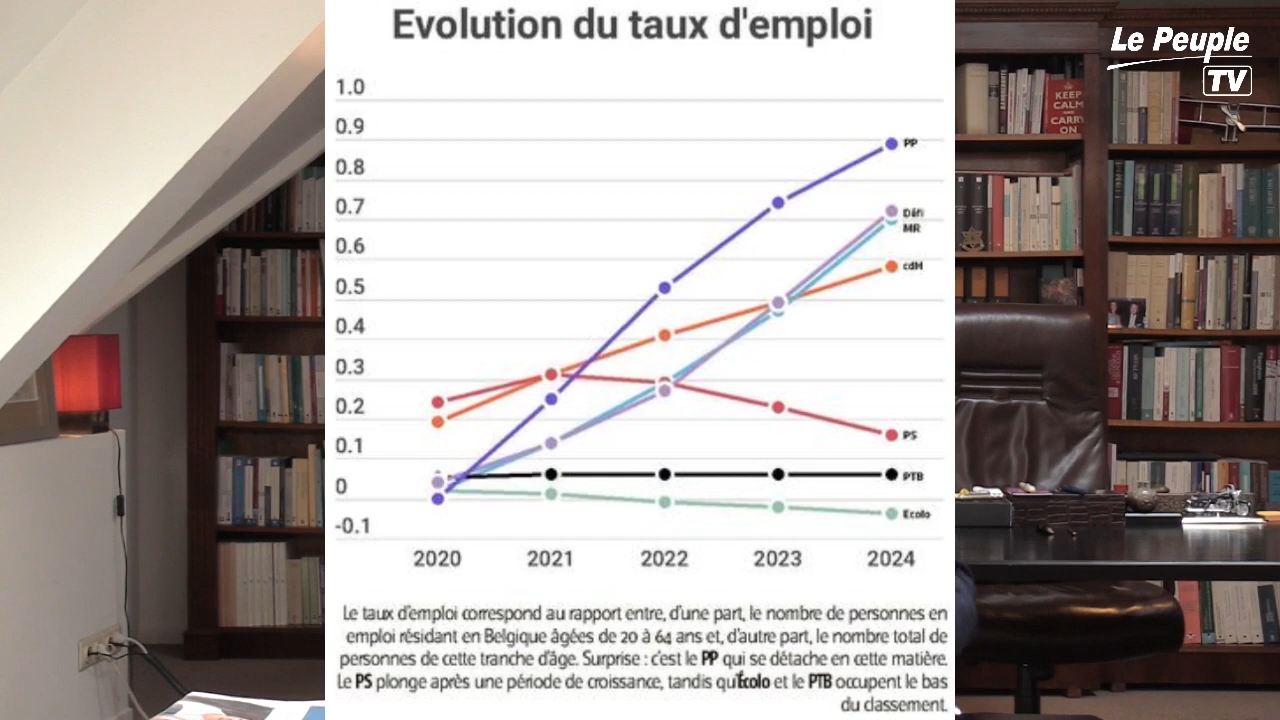 Evolution du taux d'emploi
Le Peuple
TV
KEEP
CALM
AND
CARRY
ON
1.0
0.9
0.8
0.7
0.6
0.5
0.4
0.3
0.2
0.1
0
-0.1
PP
Défi
MR
cdH
PS
PTB
Ecolo
2020 2021 2022 2023 2024
Le taux d'emploi correspond au rapport entre, d'une part, le nombre de personnes en
emploi résidant en Belgique âgées de 20 à 64 ans et, d'autre part, le nombre total de
personnes de cette tranche d'âge. Surprise : c'est le PP qui se détache en cette matière.
Le PS plonge après une période de croissance, tandis qu'Écolo et le PTB occupent le bas
du classement.